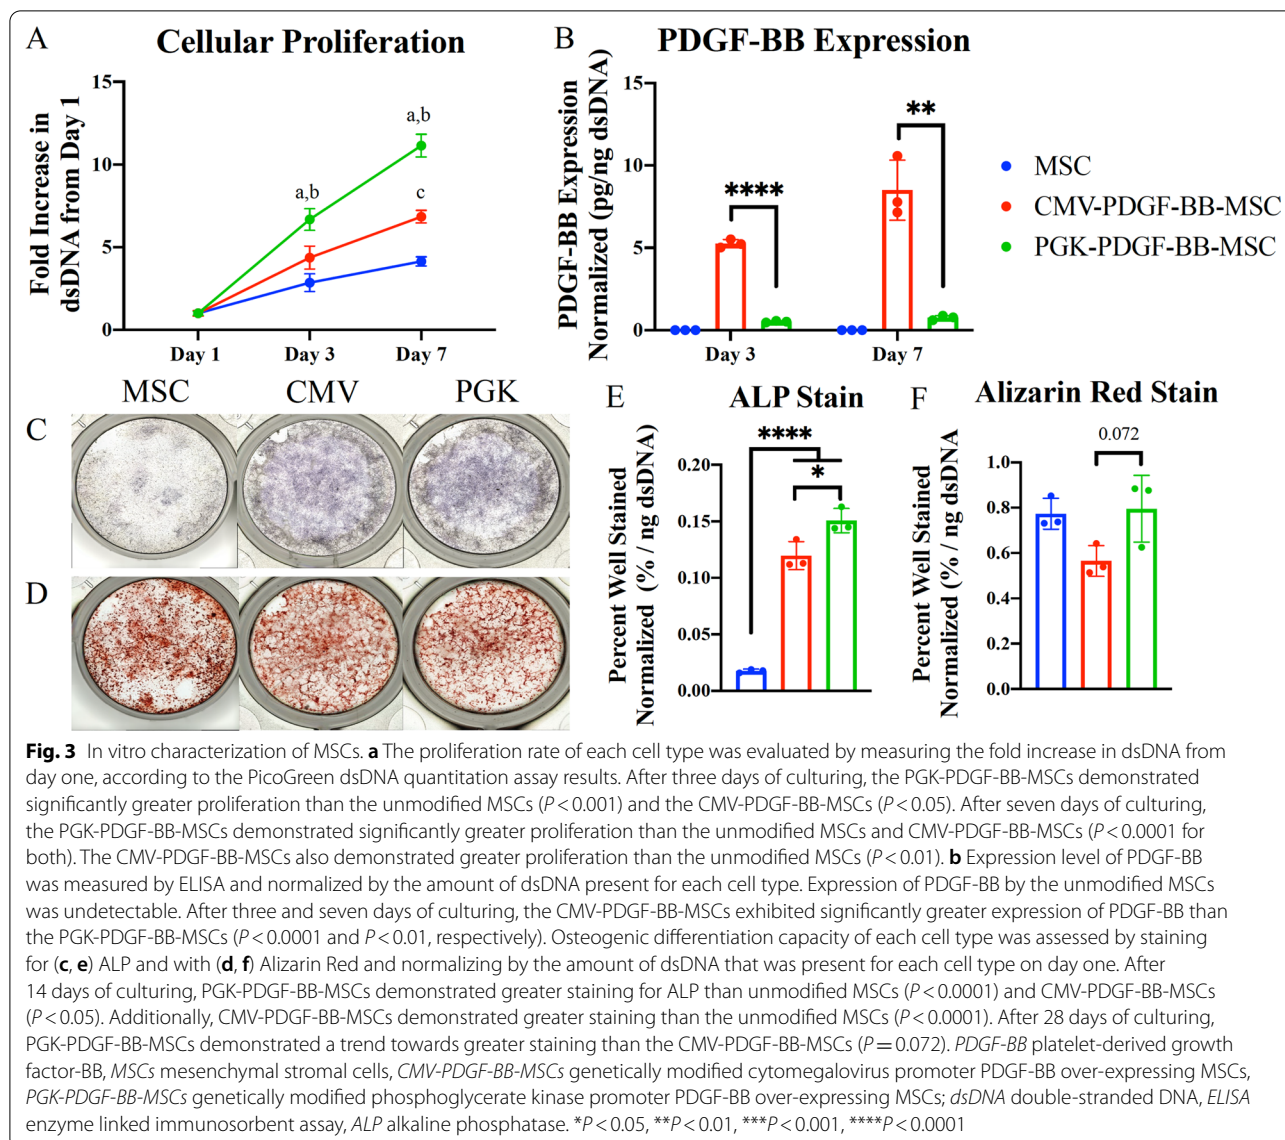 A
Cellular Proliferation
Fold Increase in
dsDNA from Day 1
15
10
5
0
a,b
a,b
c
Day 1
Day 3
Day 7
B
PDGF-BB Expression
PDGF-BB Expression
Normalized (pg/ng dsDNA)
15
10
5
0
****
**
Day 3
Day 7
MSC
CMV-PDGF-BB-MSC
PGK-PDGF-BB-MSC
MSC
CMV
PGK
C
D
E
ALP Stain
Percent Well Stained
Normalized (% / ng dsDNA)
0.20
0.15
0.10
0.05
0.00
****
*
F
Alizarin Red Stain
Percent Well Stained
Normalized (% / ng dsDNA
1.0
0.8
0.6
0.4
0.2
0.0
0.072
Fig. 3 In vitro characterization of MSCs. a The proliferation rate of each cell type was evaluated by measuring the fold increase in dsDNA from
day one, according to the PicoGreen dsDNA quantitation assay results. After three days of culturing, the PGK-PDGF-BB-MSCs demonstrated
significantly greater proliferation than the unmodified MSCs (P < 0.001) and the CMV-PDGF-BB-MSCs (P < 0.05). After seven days of culturing,
the PGK-PDGF-BB-MSCs demonstrated significantly greater proliferation than the unmodified MSCs and CMV-PDGF-BB-MSCs (P < 0.0001 for
both). The CMV-PDGF-BB-MSCs also demonstrated greater proliferation than the unmodified MSCs (P < 0.01). b Expression level of PDGF-BB
was measured by ELISA and normalized by the amount of dsDNA present for each cell type. Expression of PDGF-BB by the unmodified MSCs
was undetectable. After three and seven days of culturing, the CMV-PDGF-BB-MSCs exhibited significantly greater expression of PDGF-BB than
the PGK-PDGF-BB-MSCs (P < 0.0001 and P < 0.01, respectively). Osteogenic differentiation capacity of each cell type was assessed by staining
for (c, e) ALP and with (d, f) Alizarin Red and normalizing by the amount of dsDNA that was present for each cell type on day one. After
14 days of culturing, PGK-PDGF-BB-MSCs demonstrated greater staining for ALP than unmodified MSCs (P < 0.0001) and CMV-PDGF-BB-MSCs
(P < 0.05). Additionally, CMV-PDGF-BB-MSCs demonstrated greater staining than the unmodified MSCs (P < 0.0001). After 28 days of culturing,
PGK-PDGF-BB-MSCs demonstrated a trend towards greater staining than the CMV-PDGF-BB-MSCs (P = 0.072). PDGF-BB platelet-derived growth
factor-BB, MSCs mesenchymal stromal cells, CMV-PDGF-BB-MSCs genetically modified cytomegalovirus promoter PDGF-BB over-expressing MSCs,
PGK-PDGF-BB-MSCs genetically modified phosphoglycerate kinase promoter PDGF-BB over-expressing MSCs; dsDNA double-stranded DNA, ELISA
enzyme linked immunosorbent assay, ALP alkaline phosphatase. *P < 0.05, **P < 0.01, ***P < 0.001, ****P < 0.0001